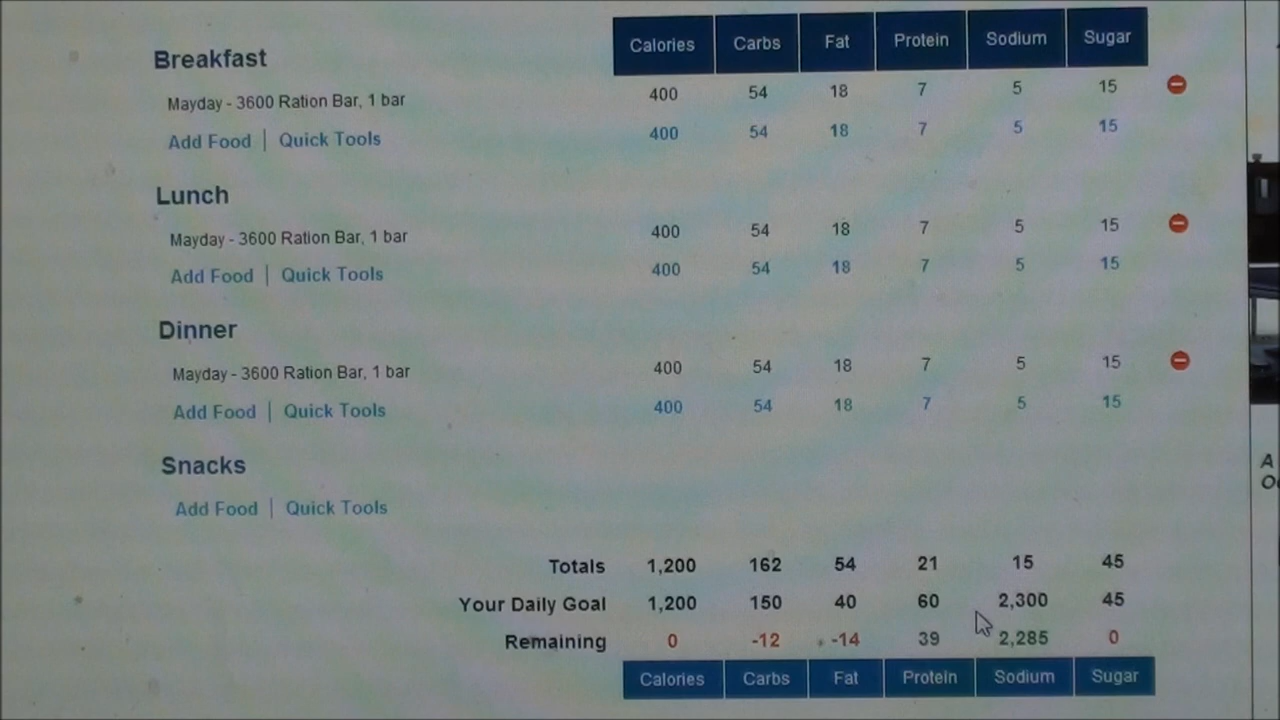 Calories Carbs Fat Protein Sodium Sugar
Breakfast
Mayday - 3600 Ration Bar, 1 bar 400 54 18 7 5 15
Add Food | Quick Tools 400 54 18 7 5 15
Lunch
Mayday - 3600 Ration Bar, 1 bar 400 54 18 7 5 15
Add Food | Quick Tools 400 54 18 7 5 15
Dinner
Mayday - 3600 Ration Bar, 1 bar 400 54 18 7 5 15
Add Food | Quick Tools 400 54 18 7 5 15
Snacks
Add Food | Quick Tools
Totals 1,200 162 54 21 15 45
Your Daily Goal 1,200 150 40 60 2,300 45
Remaining 0 -12 -14 39 2,285 0
Calories Carbs Fat Protein Sodium Sugar